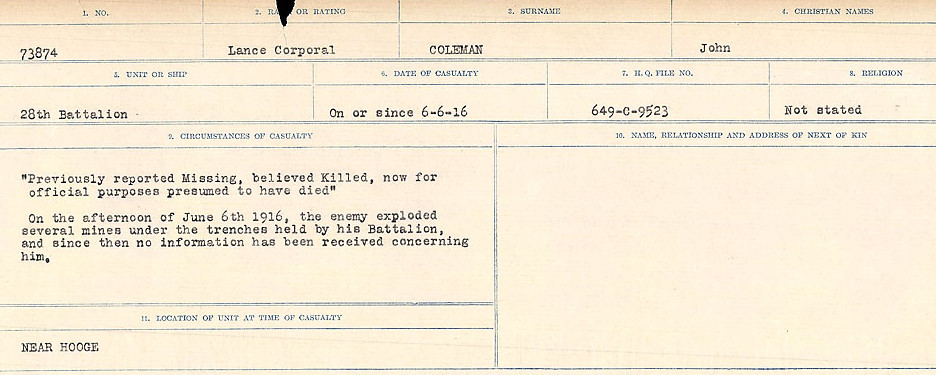 1. NO. 2. RA OR RATING 3. SURNAME 4. CHRISTIAN NAMES
73874 Lance Corporal COLEMAN John
5. UNIT OR SHIP 6. DATE OF CASUALTY 7. H.Q. FILE NO. 8. RELIGION
28th Battalion On or since 6-6-16 649-C-9523 Not stated
9. CIRCUMSTANCES OF CASUALTY 10. NAME, RELATIONSHIP AND ADDRESS OF NEXT OF KIN
"Previously reported Missing, believed Killed, now for
official purposes presumed to have died"
On the afternoon of June 6th 1916, the enemy exploded
several mines under the trenches held by his Battalion,
and since then no information has been received concerning
him.
11. LOCATION OF UNIT AT TIME OF CASUALTY
NEAR HOOGE